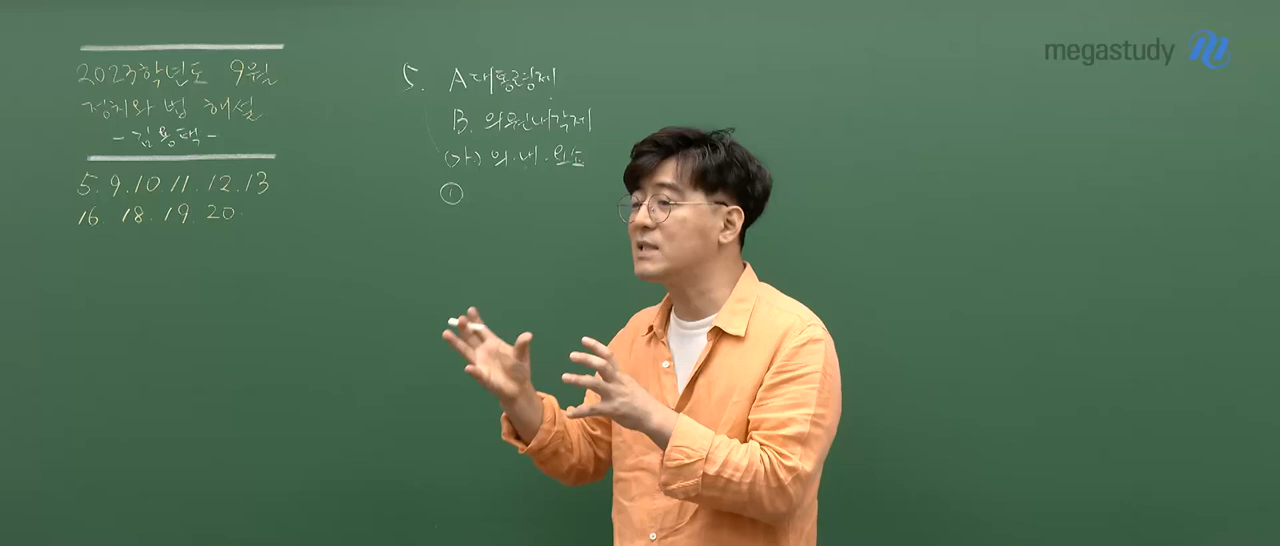 2023학년도 9월
정치와 법 해설
- 김용택 -
5. 9. 10 11. 12. 13
16. 18. 19. 20.
5. A 대통령제
B. 의원내각제
(가) 의·내·요소
①
megastudy